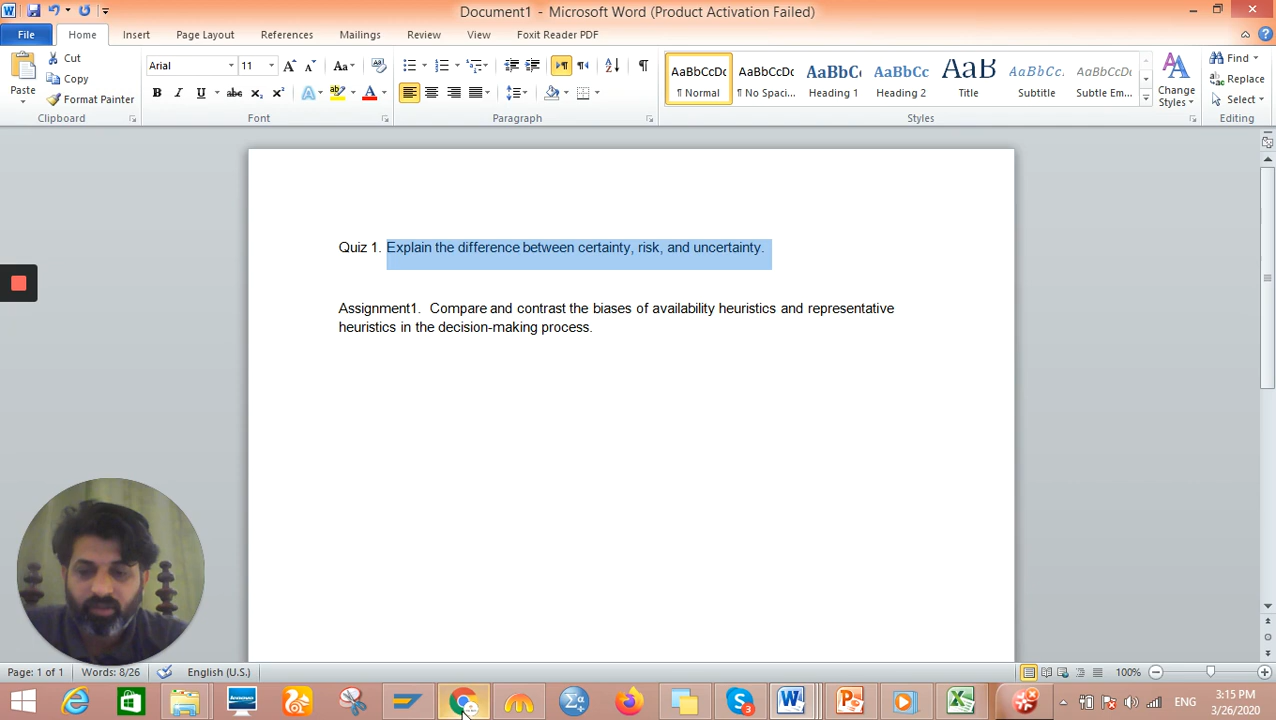 Document1 - Microsoft Word (Product Activation Failed)
File Home Insert Page Layout References Mailings Review View Foxit Reader PDF
Paste
Cut
Copy
Format Painter
Clipboard
Arial 11
Font
Paragraph
AaBbCcDc
¶ Normal
AaBbCcDc
¶ No Spaci...
AaBbC
Heading 1
AaBbCc
Heading 2
AaB
Title
AaBbCc.
Subtitle
AaBbCcDc
Subtle Em...
Change
Styles
Styles
Find
Replace
Select
Editing
Quiz 1. Explain the difference between certainty, risk, and uncertainty.
Assignment1. Compare and contrast the biases of availability heuristics and representative
heuristics in the decision-making process.
Page: 1 of 1 Words: 8/26 English (U.S.) 100%
ENG
3:15 PM
3/26/2020